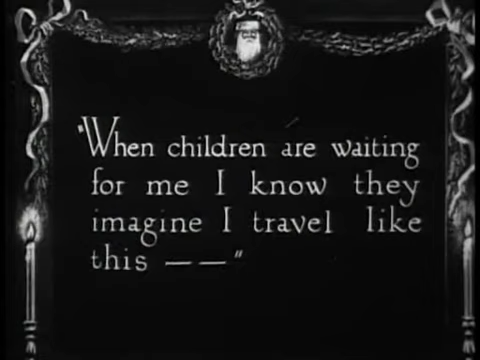 "When children are waiting
for me I know they
imagine I travel like
this — — "